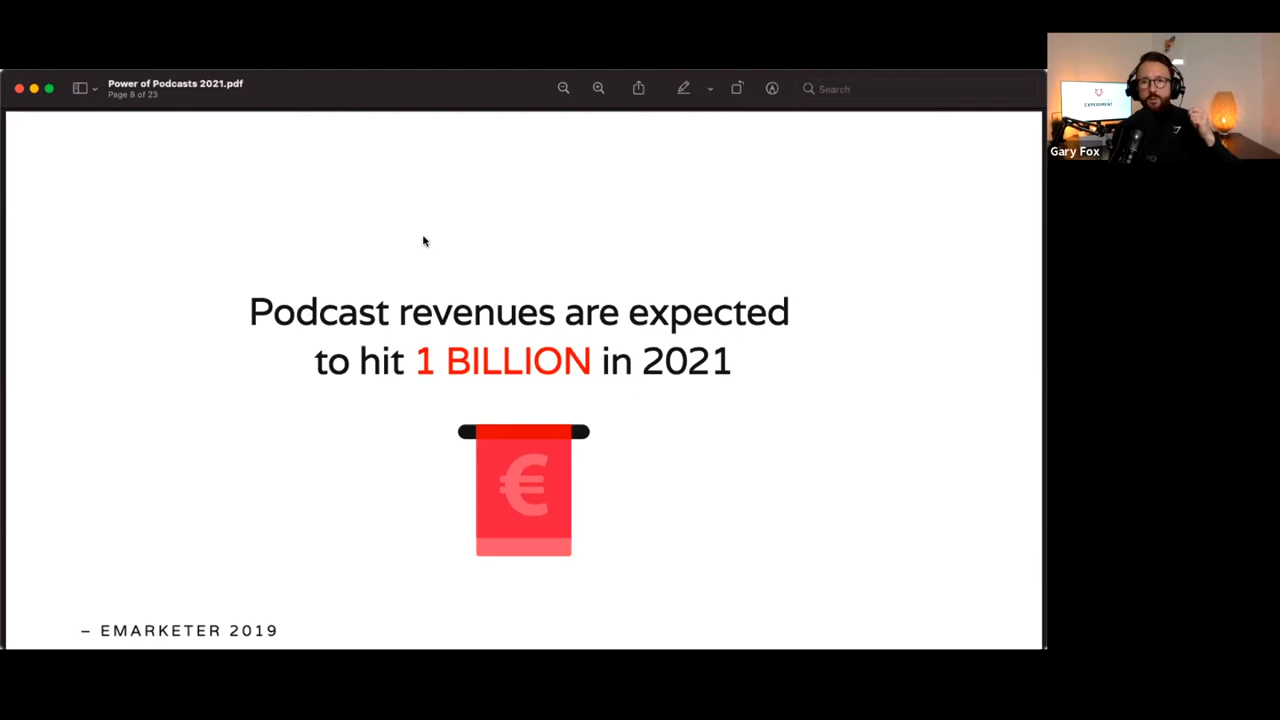 Power of Podcasts 2021.pdf
Page 8 of 23
Search
Podcast revenues are expected
to hit 1 BILLION in 2021
€
– EMARKETER 2019
EXPERIMENT
Gary Fox